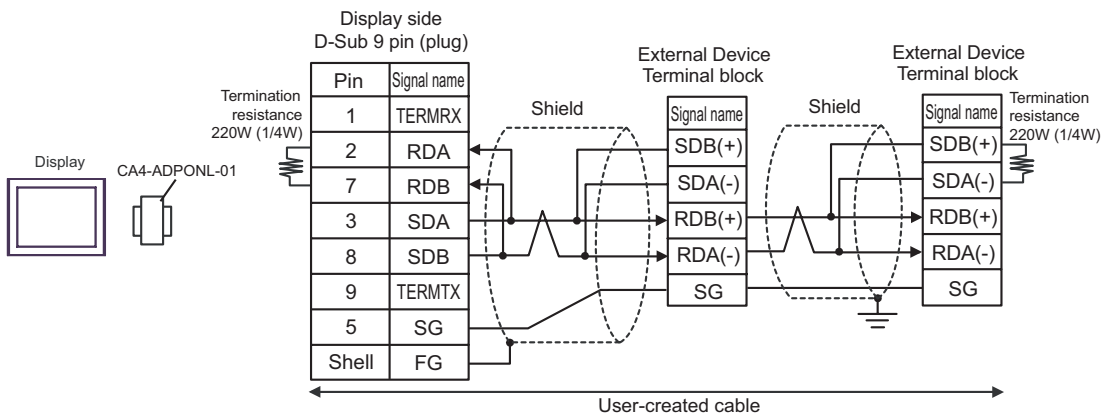 Display side
D-Sub 9 pin (plug)
External Device
Terminal block
External Device
Terminal block
Display
CA4-ADPONL-01
Termination
resistance
220W (1/4W)
Pin Signal name
1 TERMRX
2 RDA
7 RDB
3 SDA
8 SDB
9 TERMTX
5 SG
Shell FG
Shield
Signal name
SDB(+)
SDA(-)
RDB(+)
RDA(-)
SG
Shield
Signal name
SDB(+)
SDA(-)
RDB(+)
RDA(-)
SG
Termination
resistance
220W (1/4W)
User-created cable